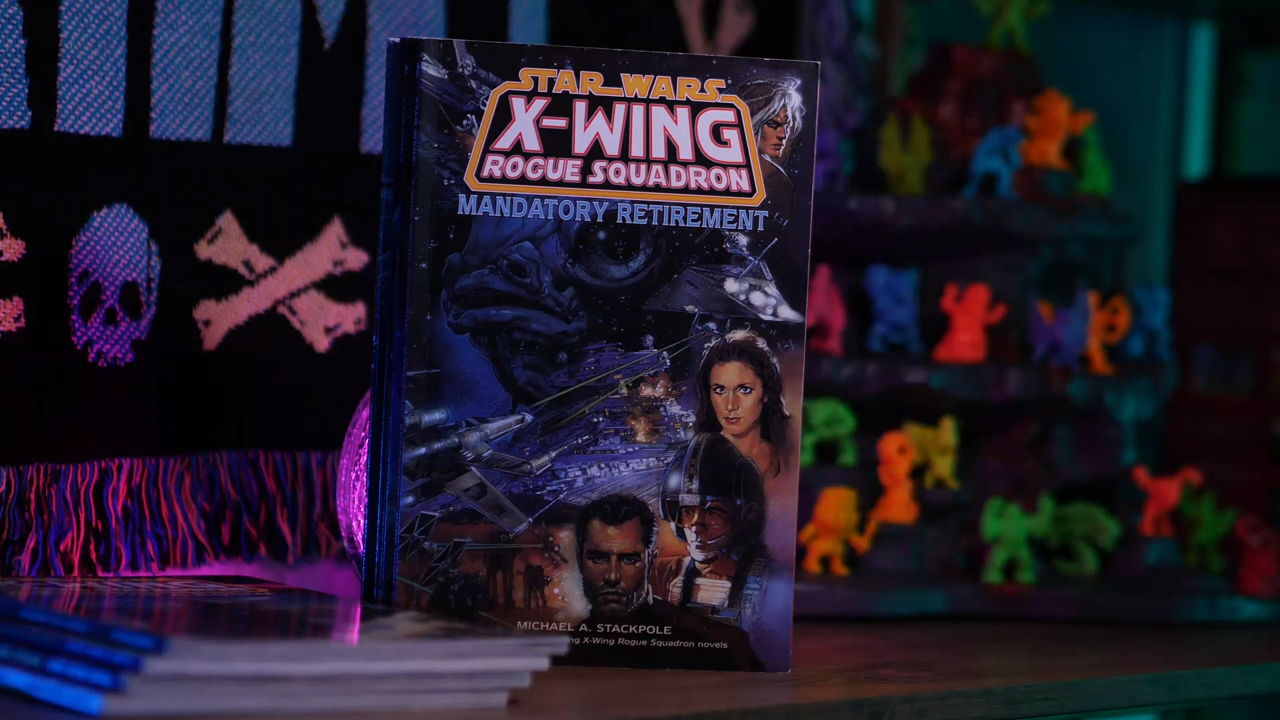 STAR WARS
X-WING
ROGUE SQUADRON
MANDATORY RETIREMENT
MICHAEL A. STACKPOLE
X-Wing Rogue Squadron novels